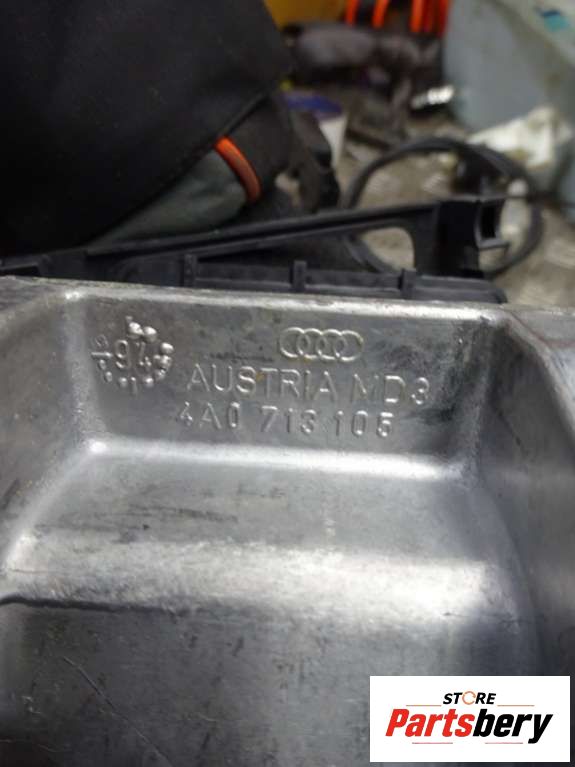 94
AUSTRIA MD3
4A0 713 105
STORE
Partsbery